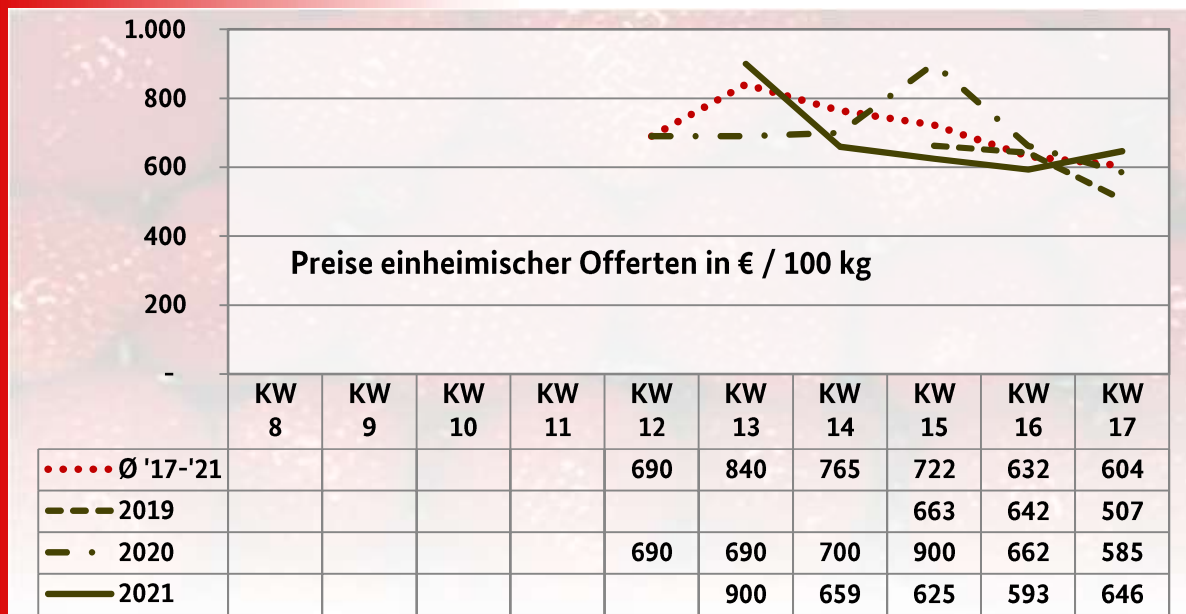 1.000
800
600
400
200
-
Preise einheimischer Offerten in € / 100 kg
KW 8 KW 9 KW 10 KW 11 KW 12 KW 13 KW 14 KW 15 KW 16 KW 17
Ø '17-'21 690 840 765 722 632 604
2019 663 642 507
2020 690 690 700 900 662 585
2021 900 659 625 593 646